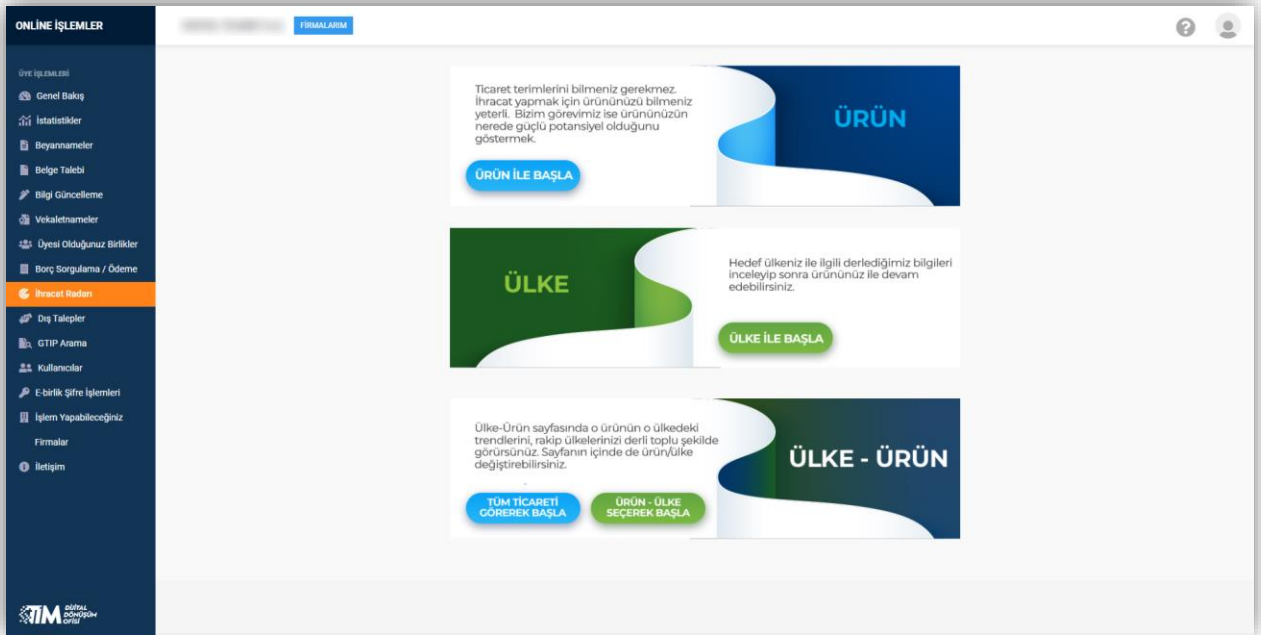 ONLİNE İŞLEMLER
FİRMALARIM
ÜYE İŞLEMLERİ
Genel Bakış
İstatistikler
Beyannameler
Belge Talebi
Bilgi Güncelleme
Vekaletnameler
Üyesi Olduğunuz Birlikler
Borç Sorgulama / Ödeme
İhracat Radarı
Dış Talepler
GTIP Arama
Kullanıcılar
E-birlik Şifre İşlemleri
İşlem Yapabileceğiniz
Firmalar
İletişim
TİM DİJİTAL
DÖNÜŞÜM
OFİSİ
Ticaret terimlerini bilmeniz gerekmez.
İhracat yapmak için ürününüzü bilmeniz
yeterli. Bizim görevimiz ise ürününüzün
nerede güçlü potansiyel olduğunu
göstermek.
ÜRÜN İLE BAŞLA
ÜRÜN
ÜLKE
Hedef ülkeniz ile ilgili derlediğimiz bilgileri
inceleyip sonra ürününüz ile devam
edebilirsiniz.
ÜLKE İLE BAŞLA
Ülke-Ürün sayfasında o ürünün o ülkedeki
trendlerini, rakip ülkelerinizi derli toplu şekilde
görürsünüz. Sayfanın içinde de ürün/ülke
değiştirebilirsiniz.
TÜM TİCARETİ
GÖREREK BAŞLA
ÜRÜN - ÜLKE
SEÇEREK BAŞLA
ÜLKE - ÜRÜN